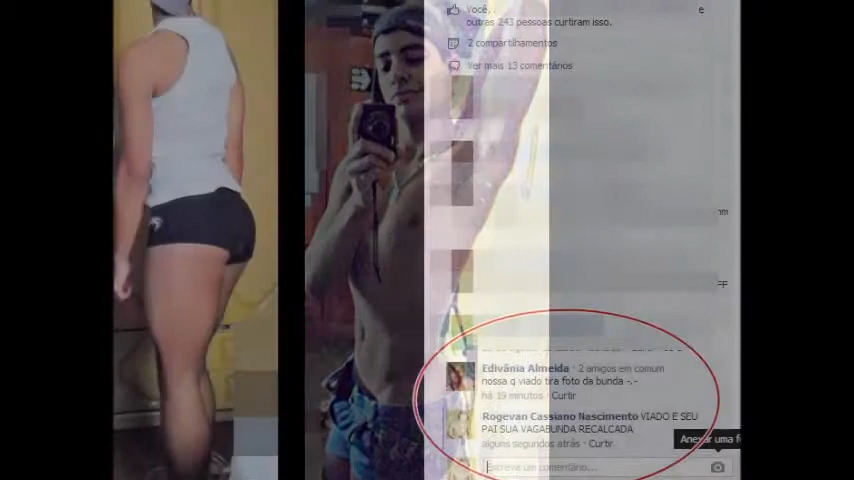 Você,
e
outras 243 pessoas curtiram isso.
2 compartilhamentos
Ver mais 13 comentários
Edivânia Almeida · 2 amigos em comum
nossa q viado tira foto da bunda -.-
há 19 minutos · Curtir
Rogevan Cassiano Nascimento VIADO E SEU
PAI SUA VAGABUNDA RECALCADA
alguns segundos atrás · Curtir
Anexar uma f
Escreva um comentário...